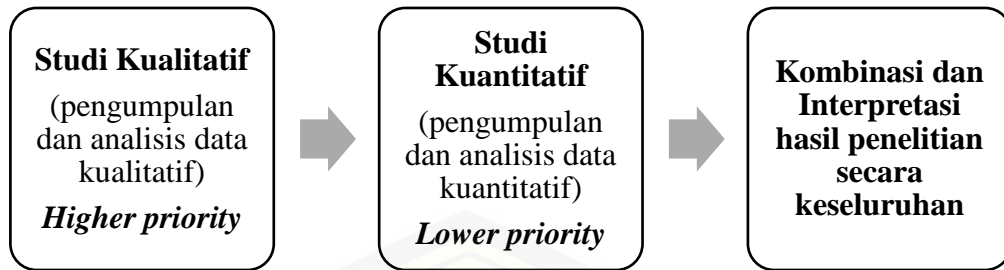 Studi Kualitatif
(pengumpulan
dan analisis data
kualitatif)
Higher priority
Studi
Kuantitatif
(pengumpulan
dan analisis data
kuantitatif)
Lower priority
Kombinasi dan
Interpretasi
hasil penelitian
secara
keseluruhan